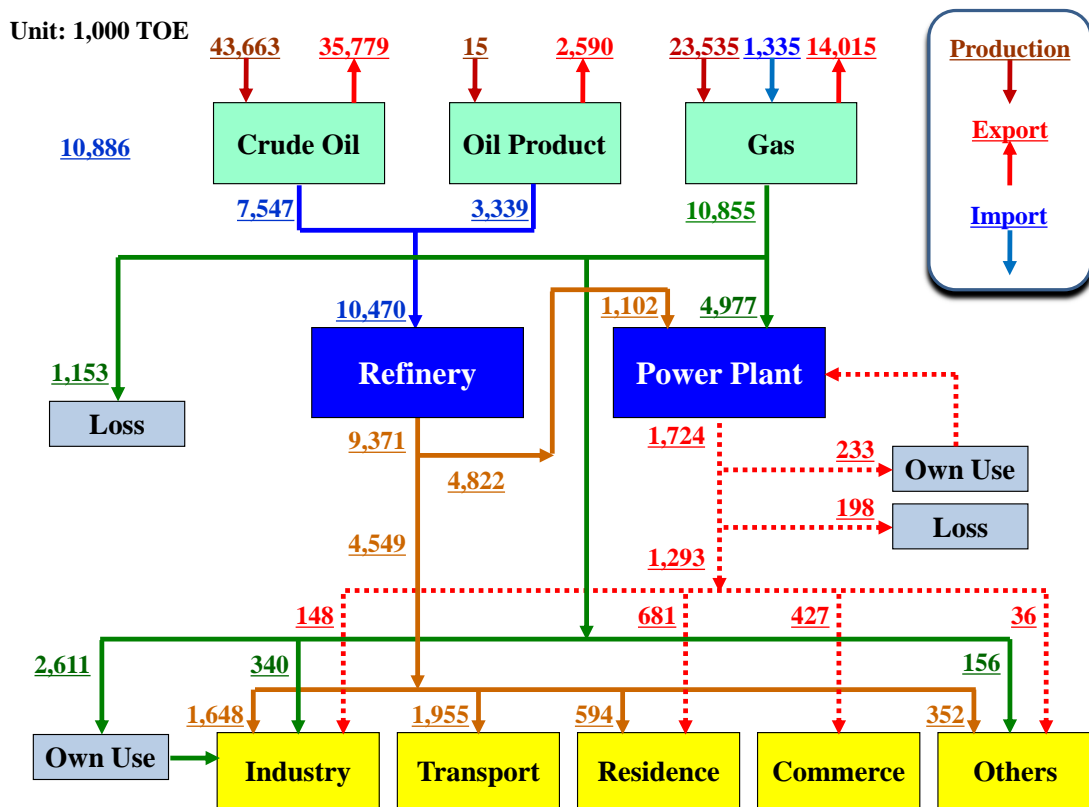 Unit: 1,000 TOE
43,663
35,779
15
2,590
23,535
1,335
14,015
Production
Export
Import
Crude Oil
Oil Product
Gas
10,886
7,547
3,339
10,855
10,470
1,102
4,977
1,153
Refinery
Power Plant
Loss
9,371
1,724
4,822
233
Own Use
198
Loss
4,549
1,293
148
681
427
36
2,611
340
156
1,648
1,955
594
352
Own Use
Industry
Transport
Residence
Commerce
Others